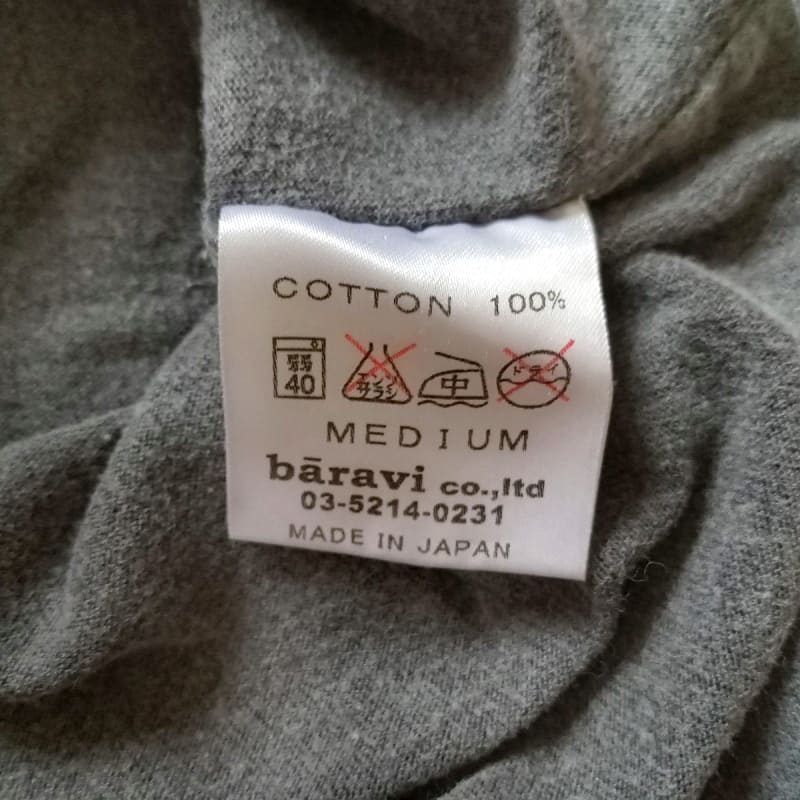 COTTON 100%
弱 40 エンソ サラシ 中 ドライ
MEDIUM
bāravi co.,ltd
03-5214-0231
MADE IN JAPAN